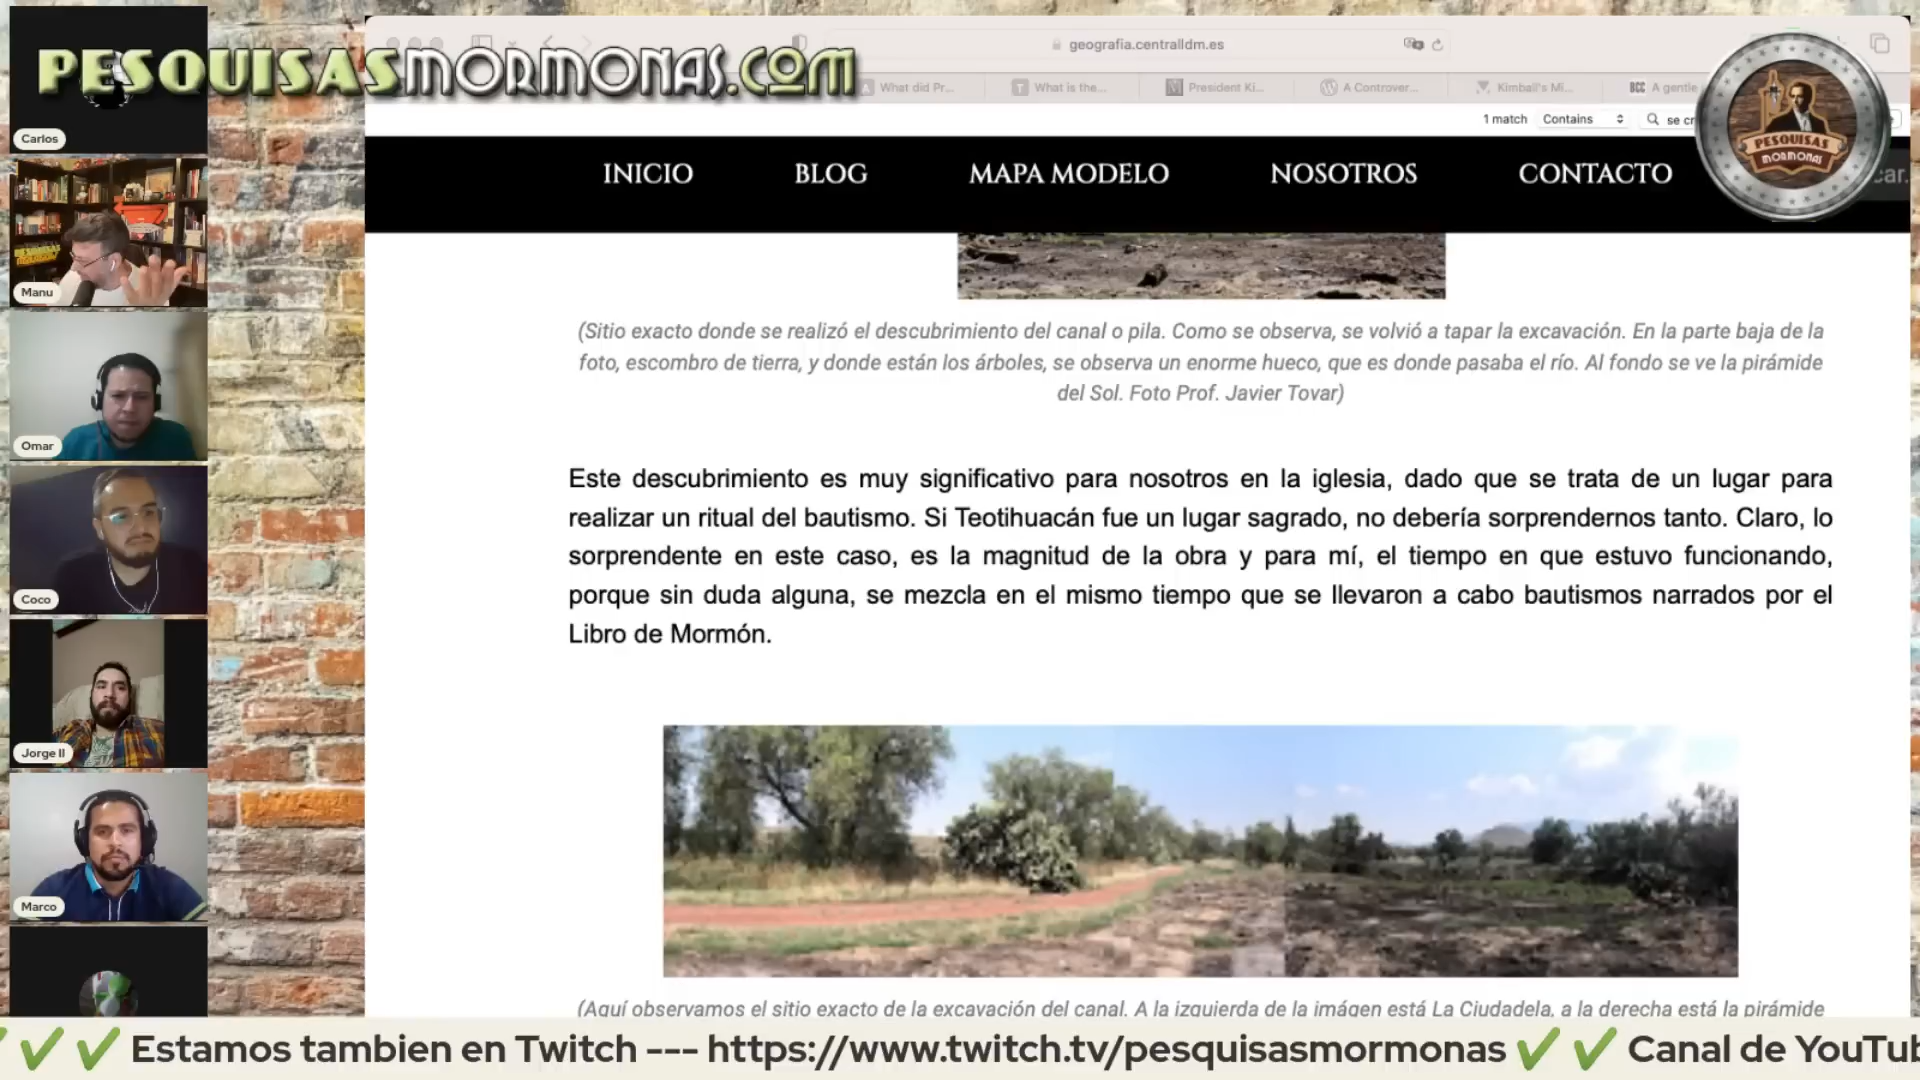 PESQUISASMORMONAS.COM
geografia.centralldm.es
What did Pr...
What is the...
President Ki...
A Controver...
Kimball's Mi...
BCC A gentle
1 match
Contains
se cr
INICIO
BLOG
MAPA MODELO
NOSOTROS
CONTACTO
PESQUISAS
MORMONAS
(Sitio exacto donde se realizó el descubrimiento del canal o pila. Como se observa, se volvió a tapar la excavación. En la parte baja de la
foto, escombro de tierra, y donde están los árboles, se observa un enorme hueco, que es donde pasaba el río. Al fondo se ve la pirámide
del Sol. Foto Prof. Javier Tovar)
Este descubrimiento es muy significativo para nosotros en la iglesia, dado que se trata de un lugar para
realizar un ritual del bautismo. Si Teotihuacán fue un lugar sagrado, no debería sorprendernos tanto. Claro, lo
sorprendente en este caso, es la magnitud de la obra y para mí, el tiempo en que estuvo funcionando,
porque sin duda alguna, se mezcla en el mismo tiempo que se llevaron a cabo bautismos narrados por el
Libro de Mormón.
(Aquí observamos el sitio exacto de la excavación del canal. A la izquierda de la imágen está La Ciudadela, a la derecha está la pirámide
Carlos
Manu
Omar
Coco
Jorge II
Marco
✔ ✔ ✔ Estamos tambien en Twitch --- https://www.twitch.tv/pesquisasmormonas ✔ ✔ Canal de YouTub